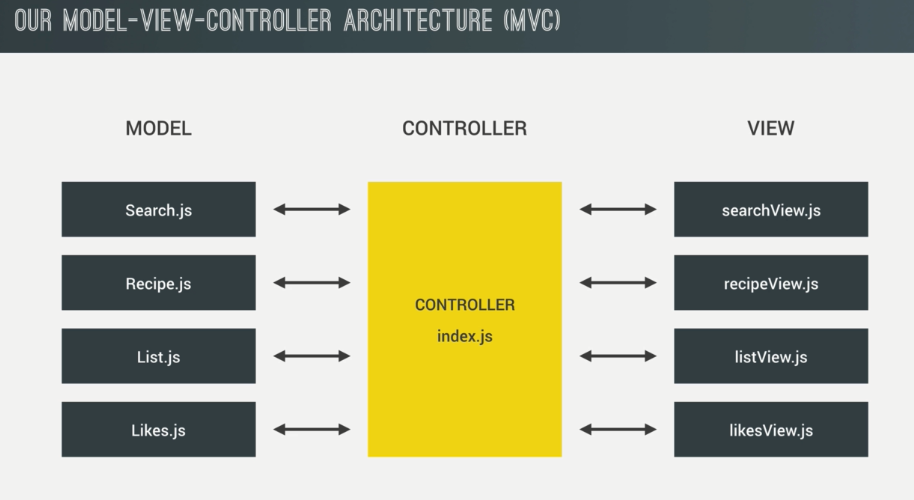 OUR MODEL-VIEW-CONTROLLER ARCHITECTURE (MVC)
MODEL
CONTROLLER
VIEW
Search.js
searchView.js
Recipe.js
recipeView.js
CONTROLLER
index.js
List.js
listView.js
Likes.js
likesView.js